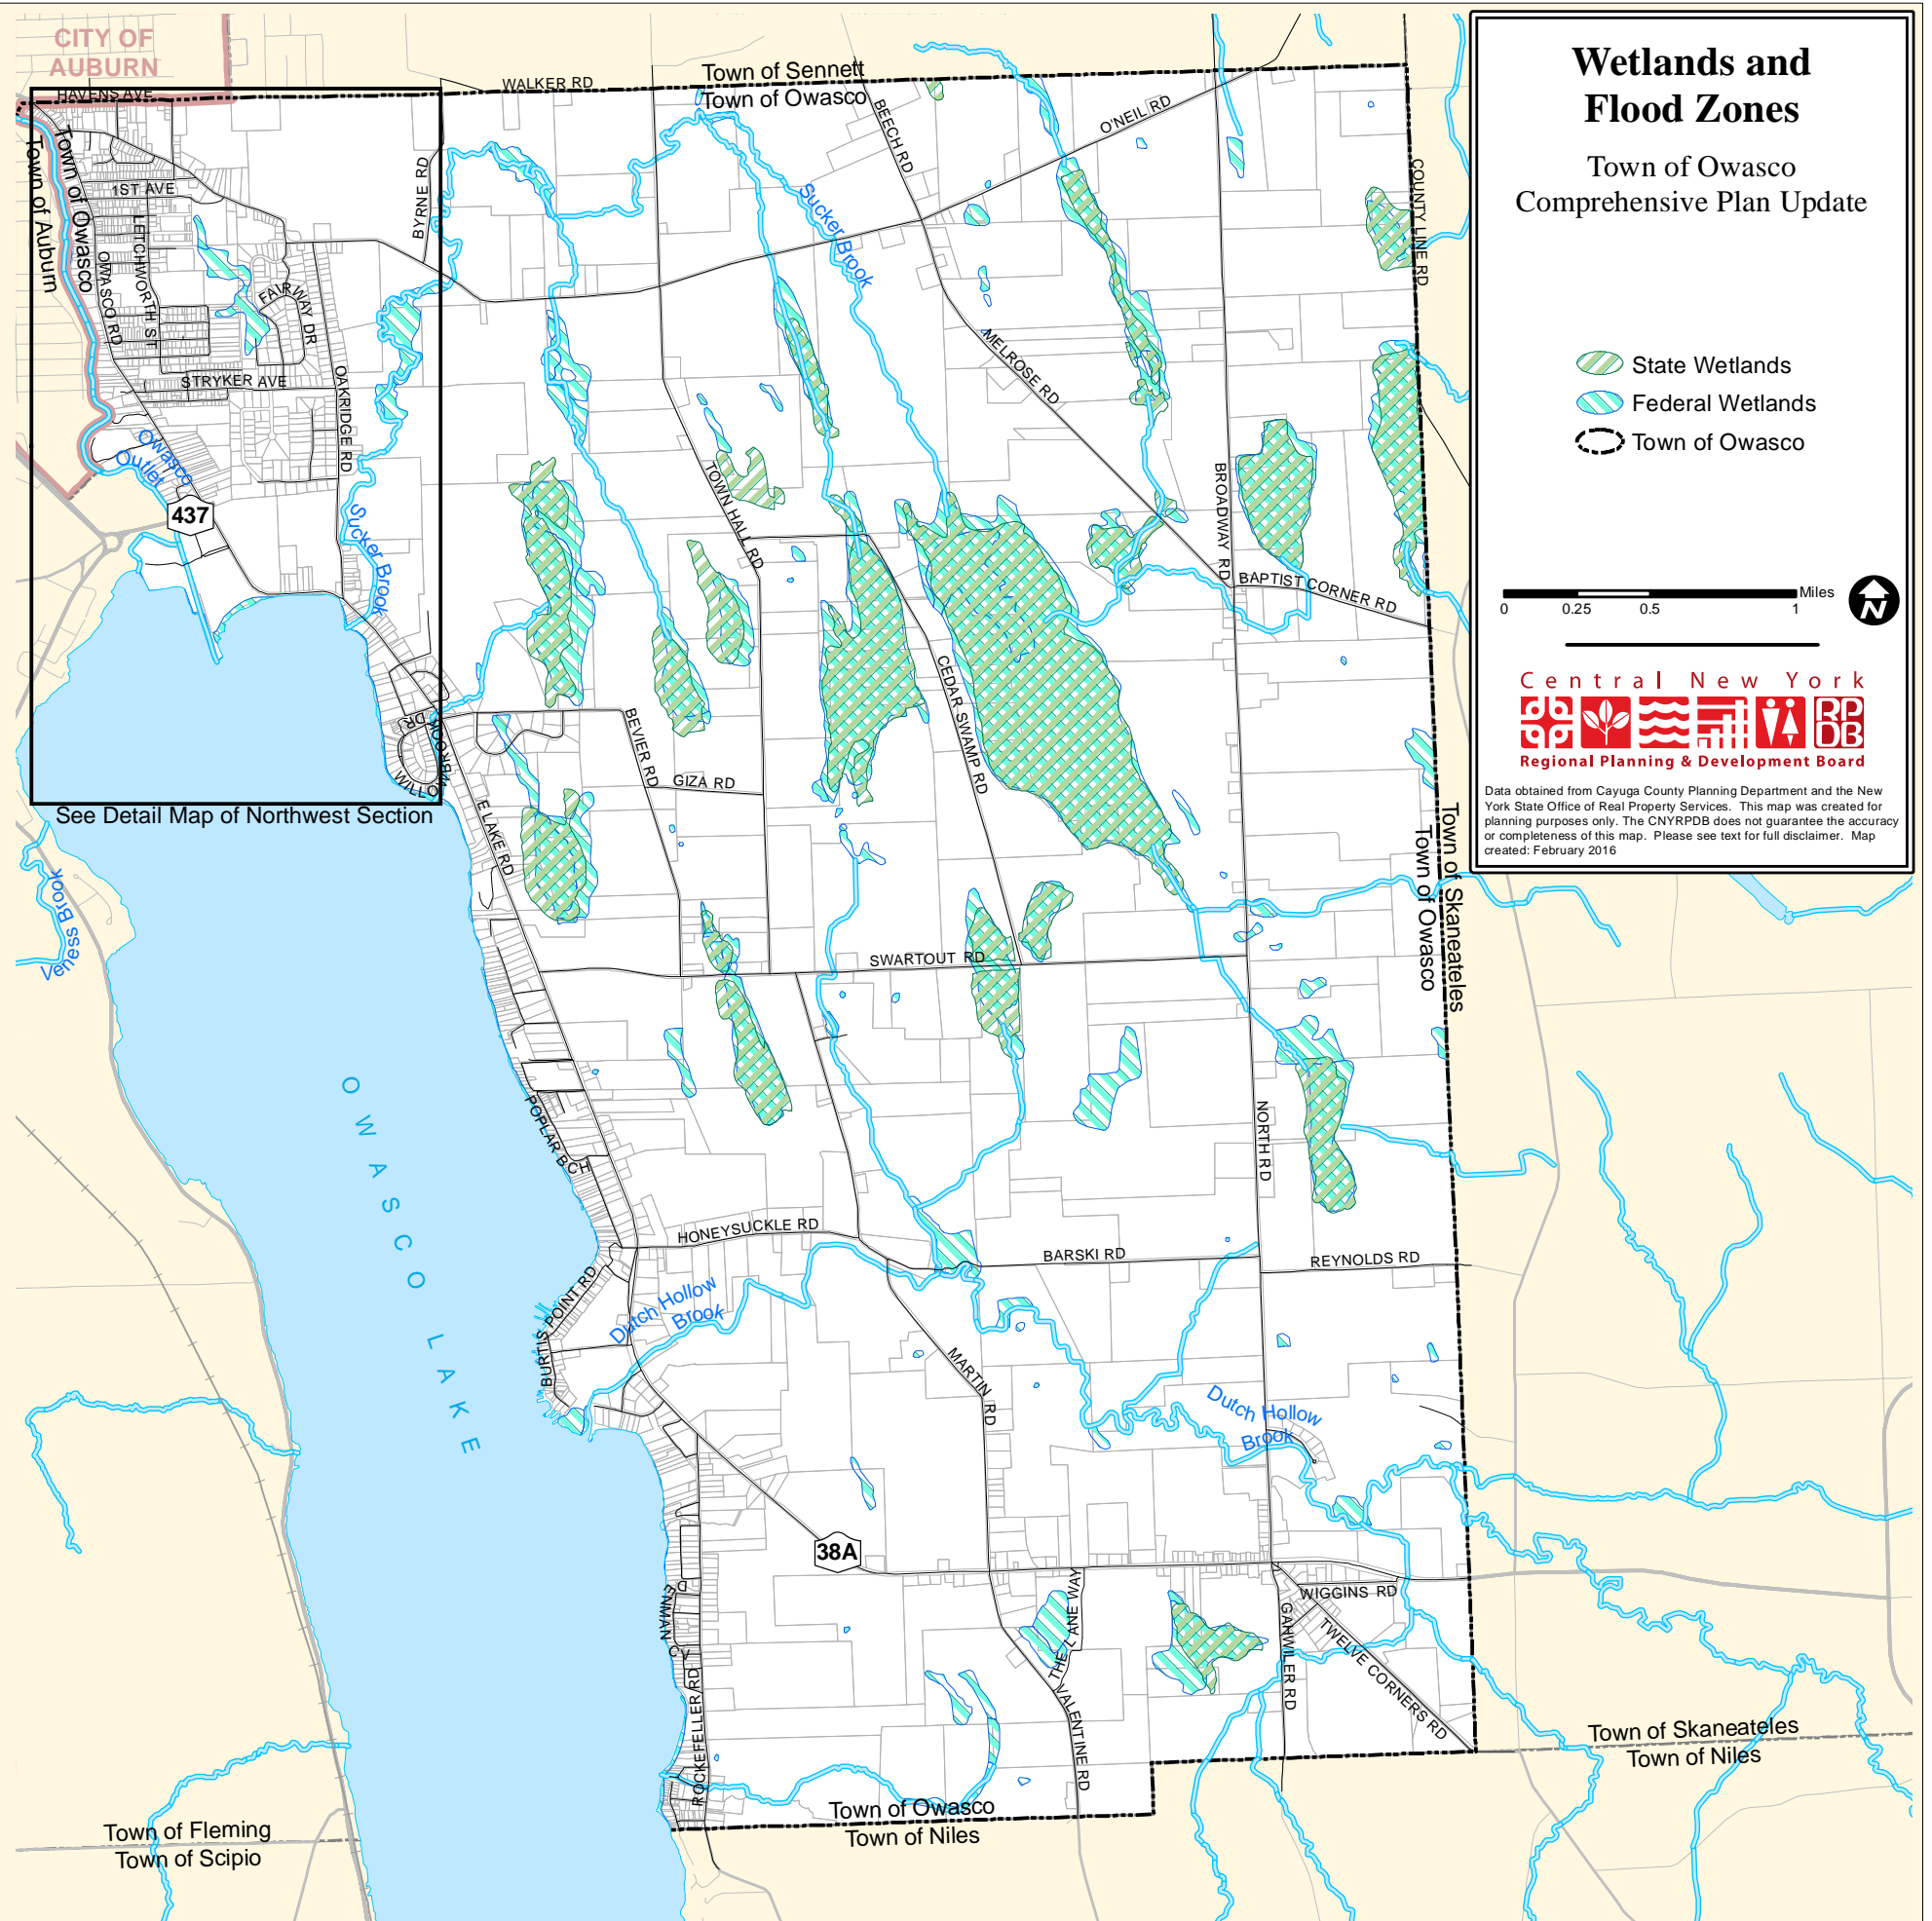 CITY OF
AUBURN
HAVENS AVE
WALKER RD
Town of Sennett
Town of Owasco
BEECH RD
O'NEIL RD
COUNTY LINE RD
Town of Owasco
Town of Auburn
1ST AVE
LETCHWORTH ST
OWASCO RD
FAIRWAY DR
STRYKER AVE
OAKRIDGE RD
BYRNE RD
Sucker Brook
MELROSE RD
Owasco
Outlet
437
Sucker Brook
TOWN HALL RD
BROADWAY RD
BAPTIST CORNER RD
CEDAR SWAMP RD
BEVIER RD
GIZA RD
WILLOWBROOK DR
E LAKE RD
See Detail Map of Northwest Section
Veness Brook
SWARTOUT RD
Town of Skaneateles
Town of Owasco
OWASCO LAKE
POPLAR BCH
NORTH RD
HONEYSUCKLE RD
BARSKI RD
REYNOLDS RD
BURTIS POINT RD
Dutch Hollow
Brook
MARTIN RD
Dutch Hollow
Brook
38A
DENMAN CV
ROCKEFELLER RD
THE LANE WAY
VALENTINE RD
GAHWILER RD
WIGGINS RD
TWELVE CORNERS RD
Town of Skaneateles
Town of Niles
Town of Owasco
Town of Niles
Town of Fleming
Town of Scipio
Wetlands and
Flood Zones
Town of Owasco
Comprehensive Plan Update
State Wetlands
Federal Wetlands
Town of Owasco
Miles
0 0.25 0.5 1
N
Central New York
RP
DB
Regional Planning & Development Board
Data obtained from Cayuga County Planning Department and the New
York State Office of Real Property Services. This map was created for
planning purposes only. The CNYRPDB does not guarantee the accuracy
or completeness of this map. Please see text for full disclaimer. Map
created: February 2016